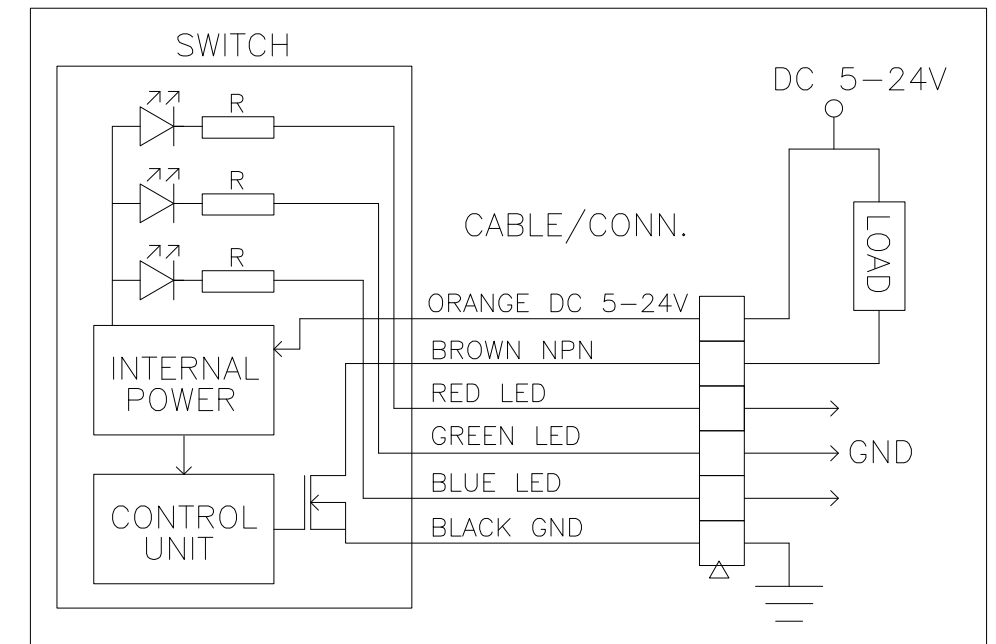 SWITCH
DC 5-24V
R
R
R
CABLE/CONN.
LOAD
ORANGE DC 5-24V
BROWN NPN
RED LED
GREEN LED
GND
BLUE LED
BLACK GND
INTERNAL
POWER
CONTROL
UNIT